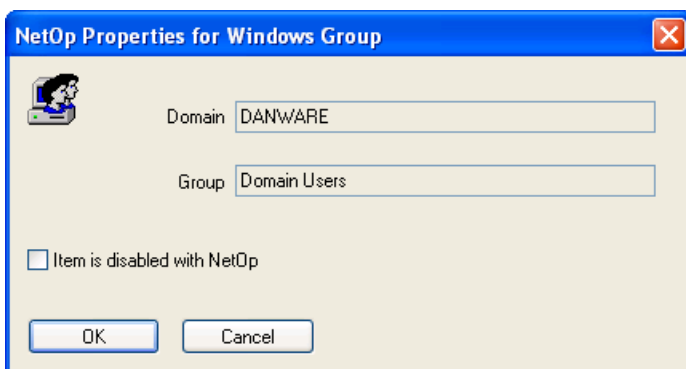 NetOp Properties for Windows Group
Domain DANWARE
Group Domain Users
Item is disabled with NetOp
OK Cancel